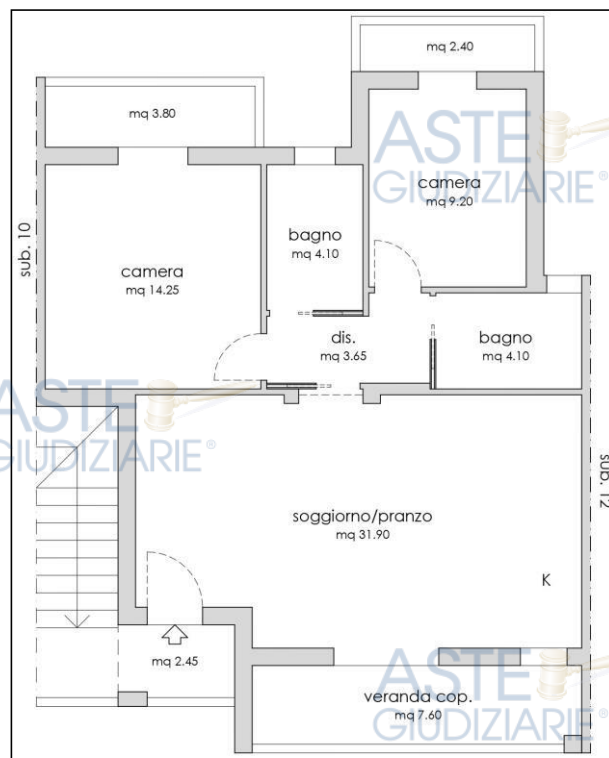 mq 2.40
mq 3.80
ASTE
GIUDIZIARIE®
camera
mq 9.20
bagno
mq 4.10
sub. 10
camera
mq 14.25
dis.
mq 3.65
bagno
mq 4.10
ASTE
GIUDIZIARIE®
sub. 12
soggiorno/pranzo
mq 31.90
K
mq 2.45
ASTE
GIUDIZIARIE®
veranda cop.
mq 7.60